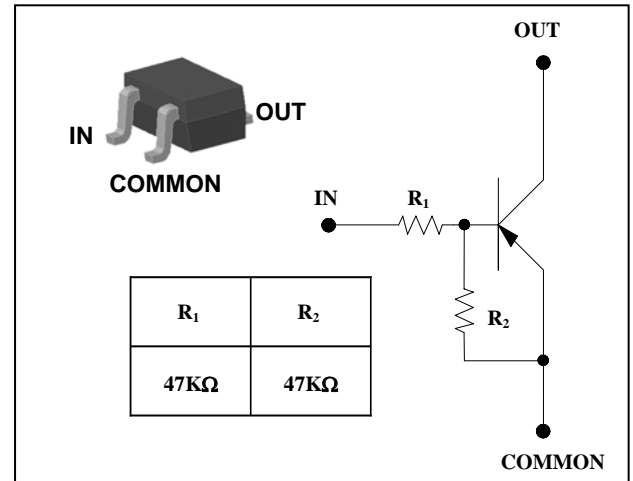 OUT
OUT
IN
COMMON
IN
R₁
R₁
R₂
R₂
47KΩ
47KΩ
COMMON